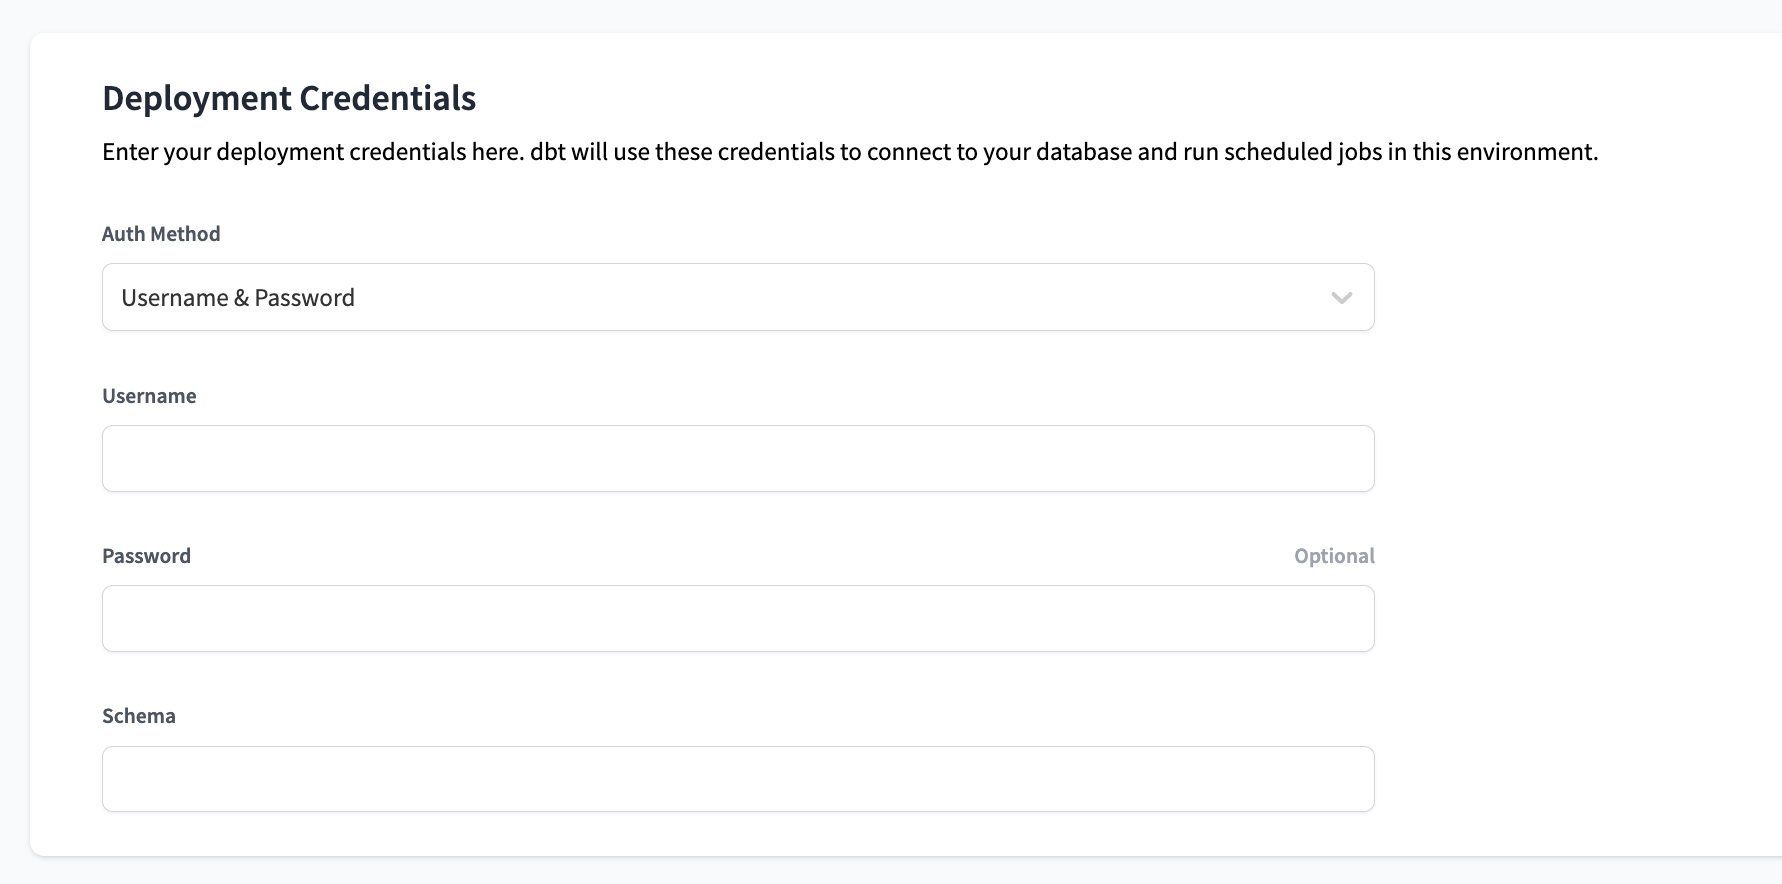 Deployment Credentials
Enter your deployment credentials here. dbt will use these credentials to connect to your database and run scheduled jobs in this environment.
Auth Method
Username & Password
Username
Password
Optional
Schema